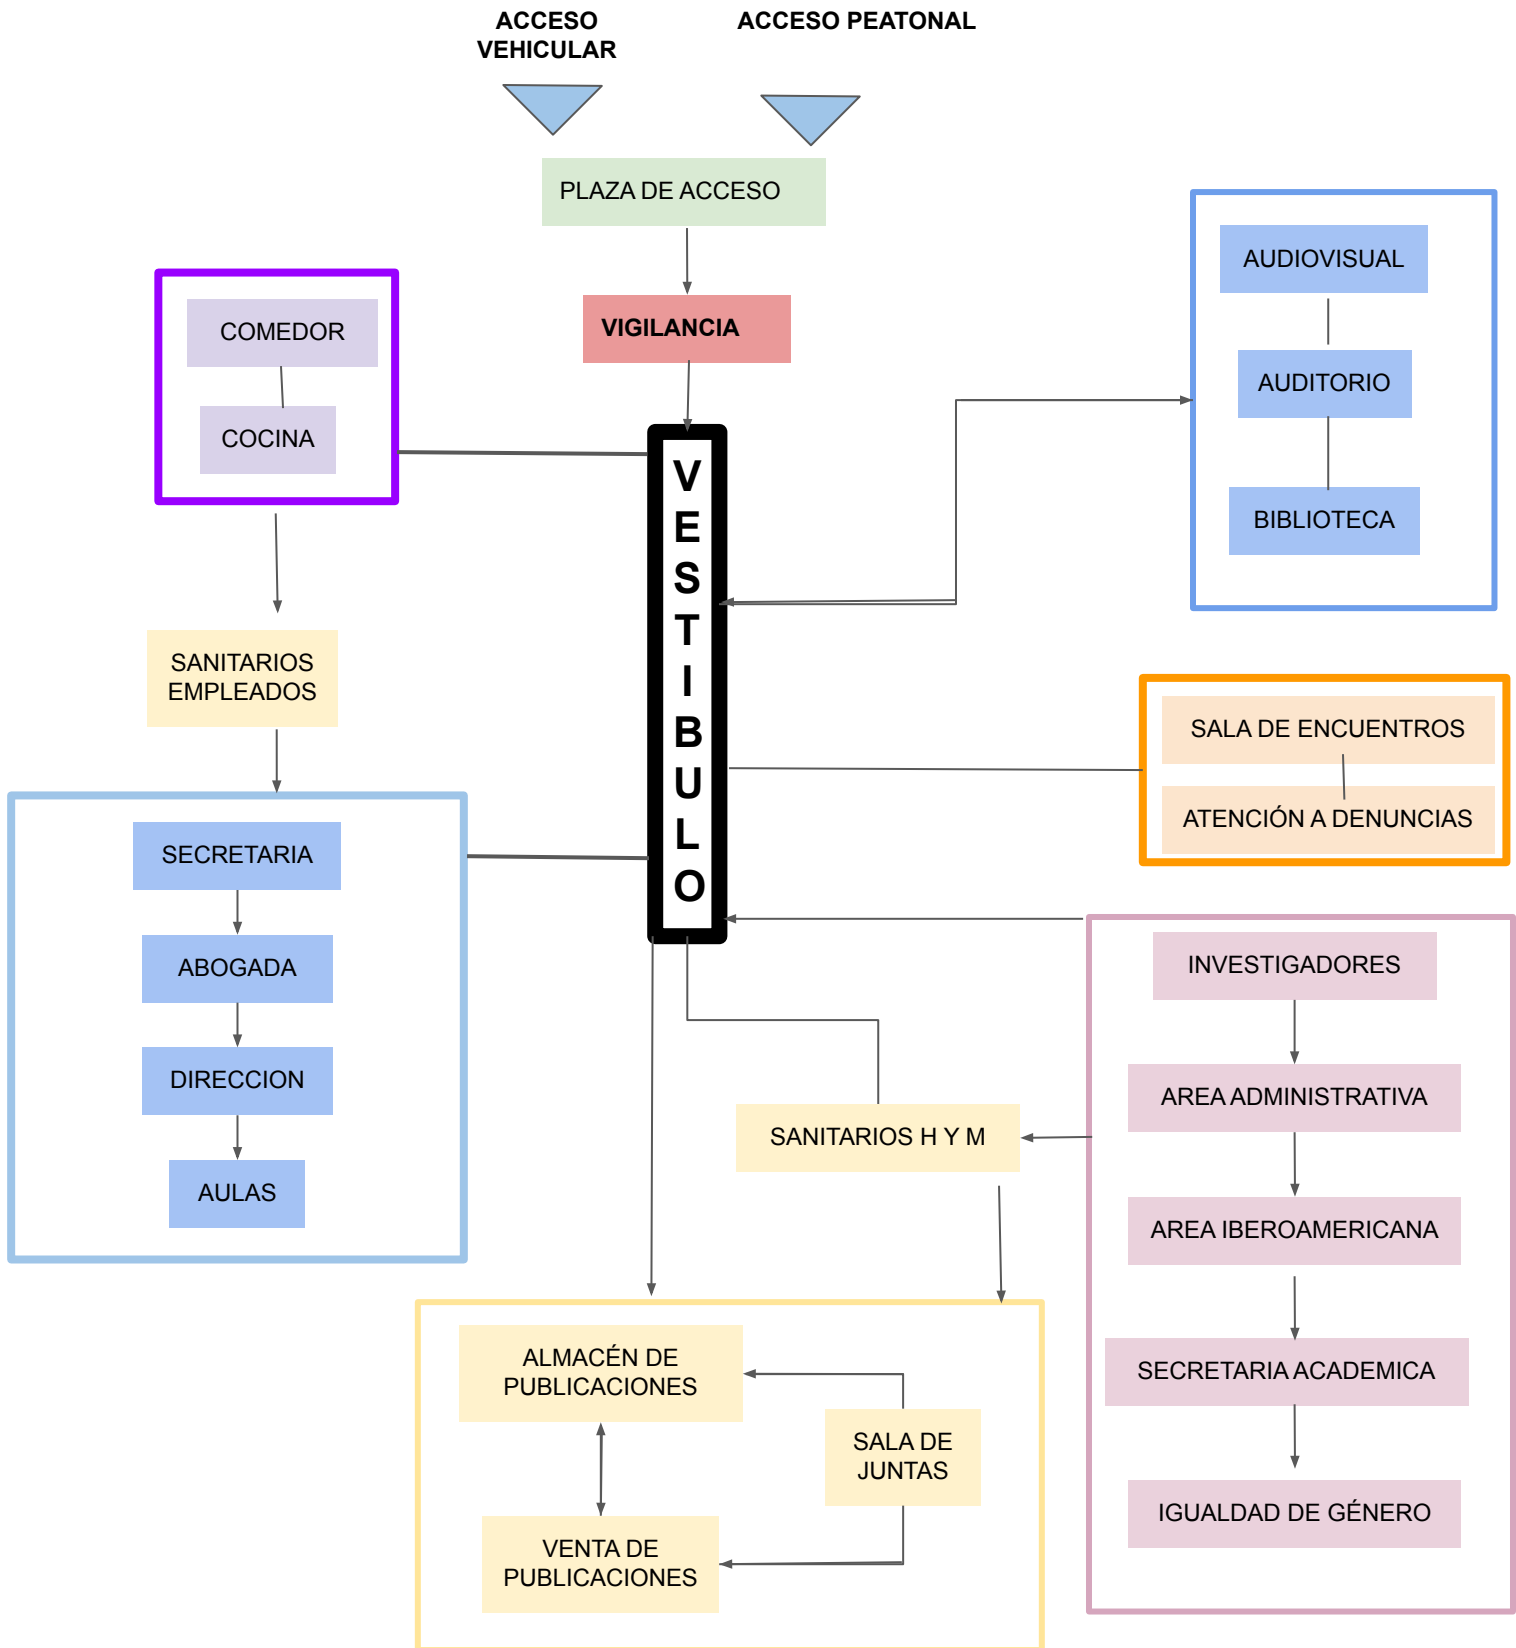 ACCESO
VEHICULAR
ACCESO PEATONAL
PLAZA DE ACCESO
VIGILANCIA
COMEDOR
COCINA
SANITARIOS
EMPLEADOS
SECRETARIA
ABOGADA
DIRECCION
AULAS
V
E
S
T
I
B
U
L
O
AUDIOVISUAL
AUDITORIO
BIBLIOTECA
SALA DE ENCUENTROS
ATENCIÓN A DENUNCIAS
INVESTIGADORES
AREA ADMINISTRATIVA
AREA IBEROAMERICANA
SECRETARIA ACADEMICA
IGUALDAD DE GÉNERO
SANITARIOS H Y M
ALMACÉN DE
PUBLICACIONES
SALA DE
JUNTAS
VENTA DE
PUBLICACIONES